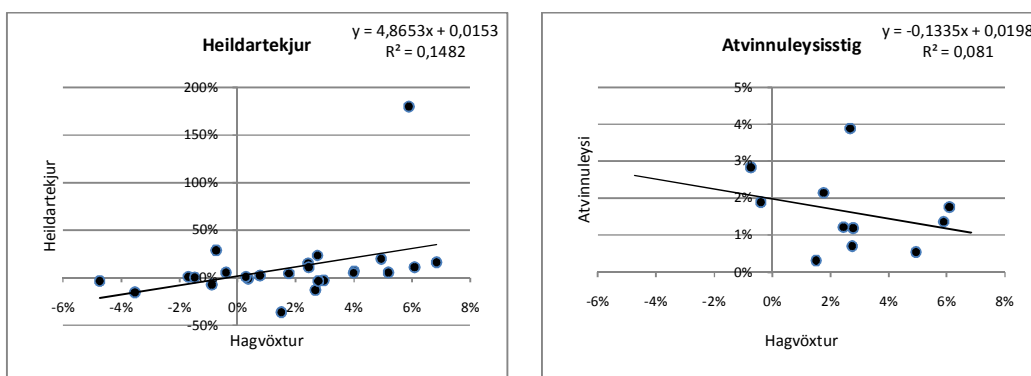 Heildartekjur
y = 4,8653x + 0,0153
R² = 0,1482
200%
150%
100%
50%
0%
-50%
-6%
-4%
-2%
0%
2%
4%
6%
8%
Heildartekjur
Hagvöxtur
Atvinnuleysisstig
y = -0,1335x + 0,0198
R² = 0,081
5%
4%
3%
2%
1%
0%
-6%
-4%
-2%
0%
2%
4%
6%
8%
Atvinnuleysi
Hagvöxtur